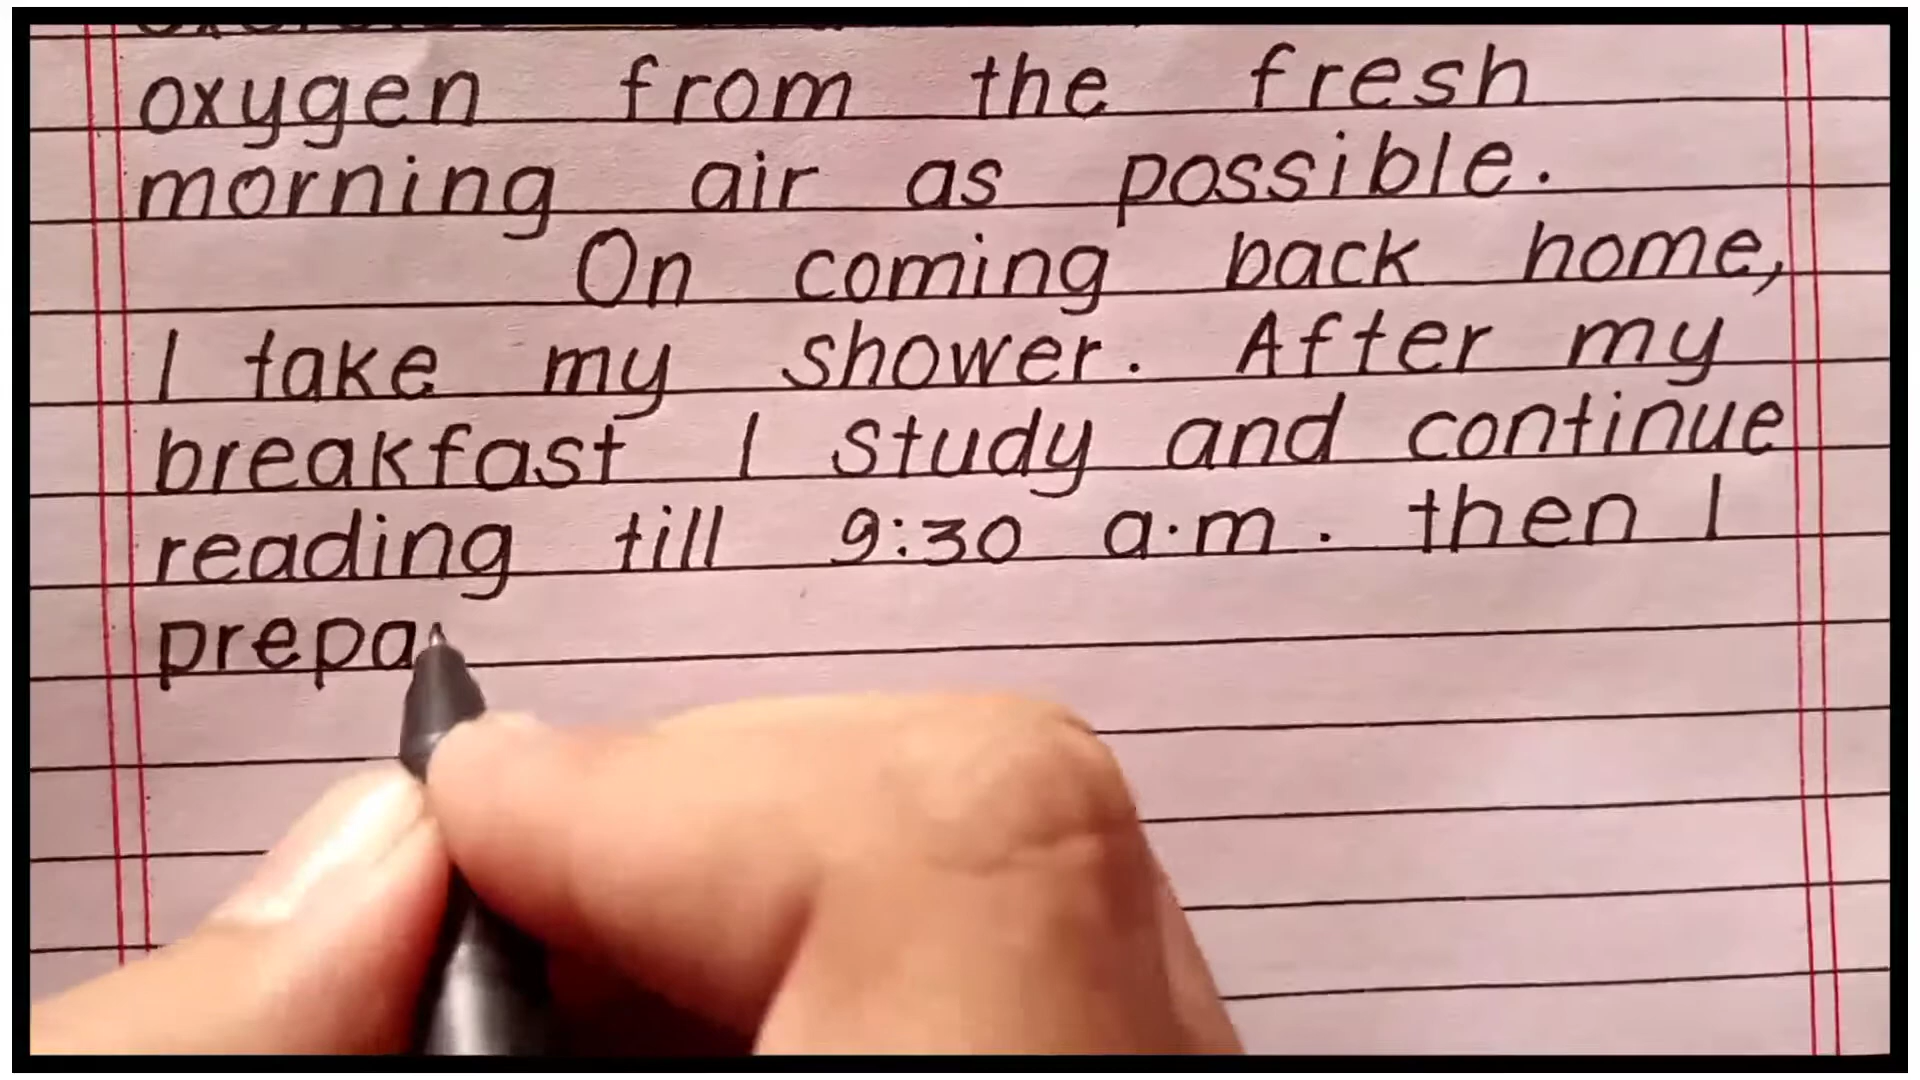 oxygen from the fresh
morning air as possible.
On coming back home,
I take my shower. After my
breakfast I study and continue
reading till 9:30 a.m. then I
prepa